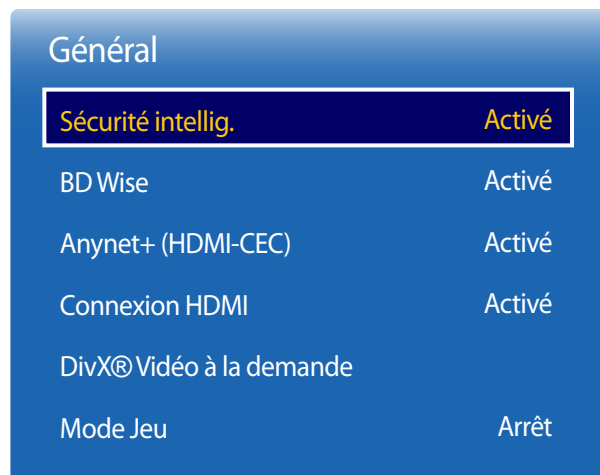 Général
Sécurité intellig. Activé
BD Wise Activé
Anynet+ (HDMI-CEC) Activé
Connexion HDMI Activé
DivX® Vidéo à la demande
Mode Jeu Arrêt